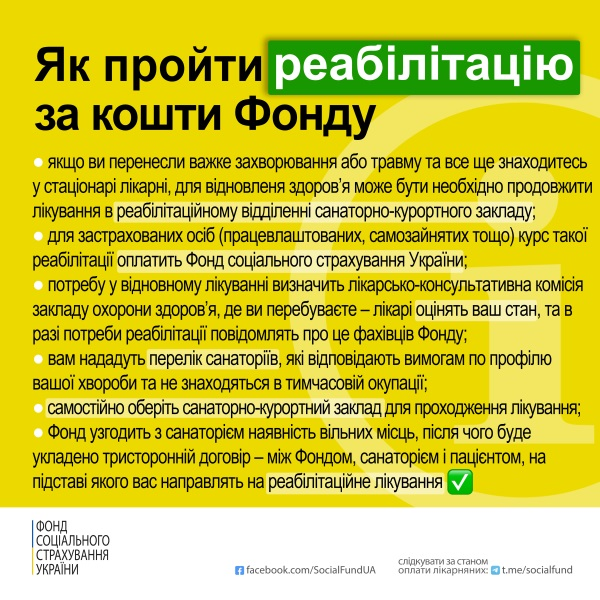 Як пройти реабілітацію
за кошти Фонду
● якщо ви перенесли важке захворювання або травму та все ще знаходитесь
у стаціонарі лікарні, для відновленя здоров'я може бути необхідно продовжити
лікування в реабілітаційному відділенні санаторно-курортного закладу;
● для застрахованих осіб (працевлаштованих, самозайнятих тощо) курс такої
реабілітації оплатить Фонд соціального страхування України;
● потребу у відновному лікуванні визначить лікарсько-консультативна комісія
закладу охорони здоров'я, де ви перебуваєте – лікарі оцінять ваш стан, та в
разі потреби реабілітації повідомлять про це фахівців Фонду;
● вам нададуть перелік санаторіїв, які відповідають вимогам по профілю
вашої хвороби та не знаходяться в тимчасовій окупації;
● самостійно оберіть санаторно-курортний заклад для проходження лікування;
● Фонд узгодить з санаторієм наявність вільних місць, після чого буде
укладено тристоронній договір – між Фондом, санаторієм і пацієнтом, на
підставі якого вас направлять на реабілітаційне лікування ✅
ФОНД
СОЦІАЛЬНОГО
СТРАХУВАННЯ
УКРАЇНИ
facebook.com/SocialFundUA
слідкувати за станом
оплати лікарняних: t.me/socialfund